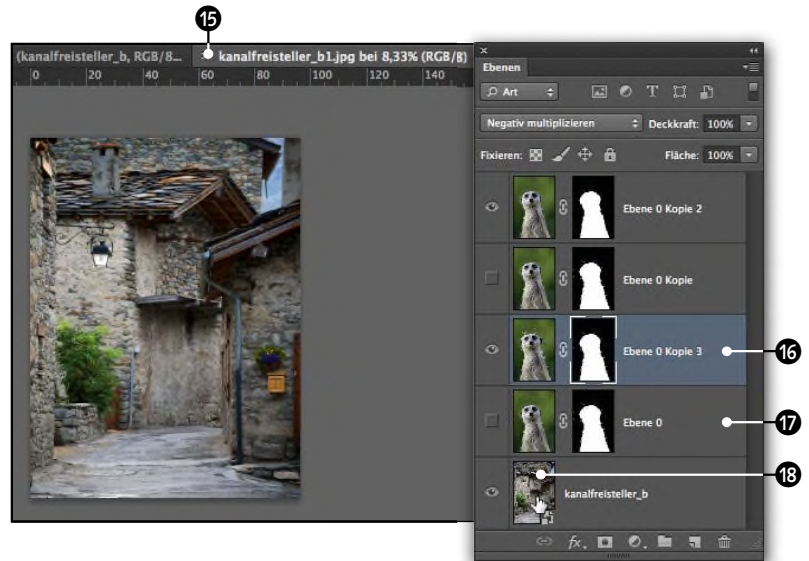 15
(kanalfreisteller_b, RGB/8... × kanalfreisteller_b1.jpg bei 8,33% (RGB/8)
0 20 40 60 80 100 120 140
Ebenen
Art T
Negativ multiplizieren Deckkraft: 100%
Fixieren: Fläche: 100%
Ebene 0 Kopie 2
Ebene 0 Kopie
Ebene 0 Kopie 3 16
Ebene 0 17
18
kanalfreisteller_b
fx